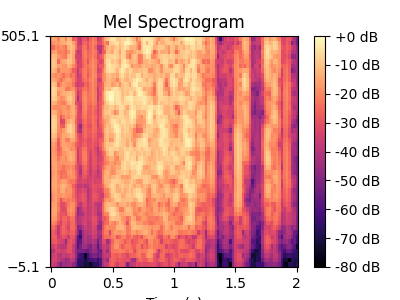 Mel Spectrogram
505.1
−5.1
0
0.5
1
1.5
2
+0 dB
-10 dB
-20 dB
-30 dB
-40 dB
-50 dB
-60 dB
-70 dB
-80 dB